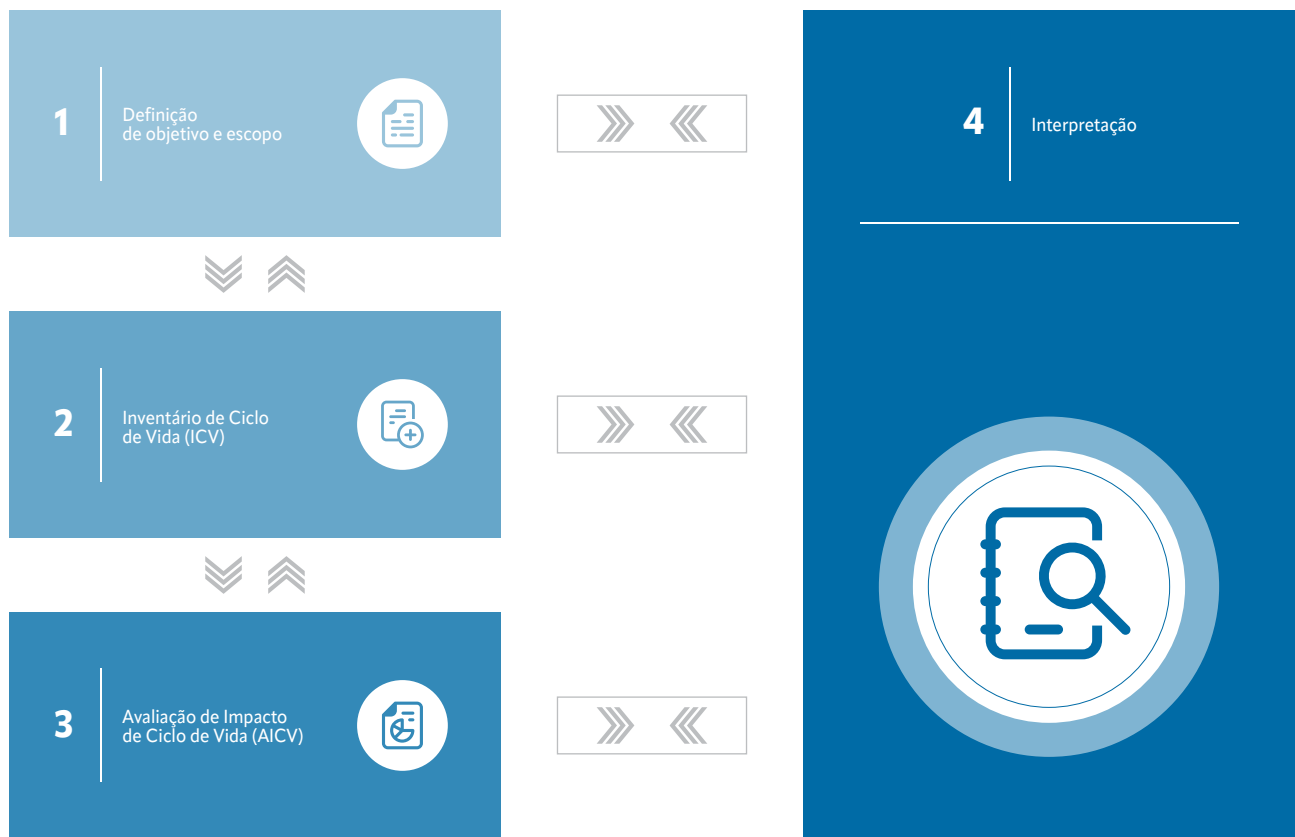 1
Definição
de objetivo e escopo
4
Interpretação
2
Inventário de Ciclo
de Vida (ICV)
3
Avaliação de Impacto
de Ciclo de Vida (AICV)